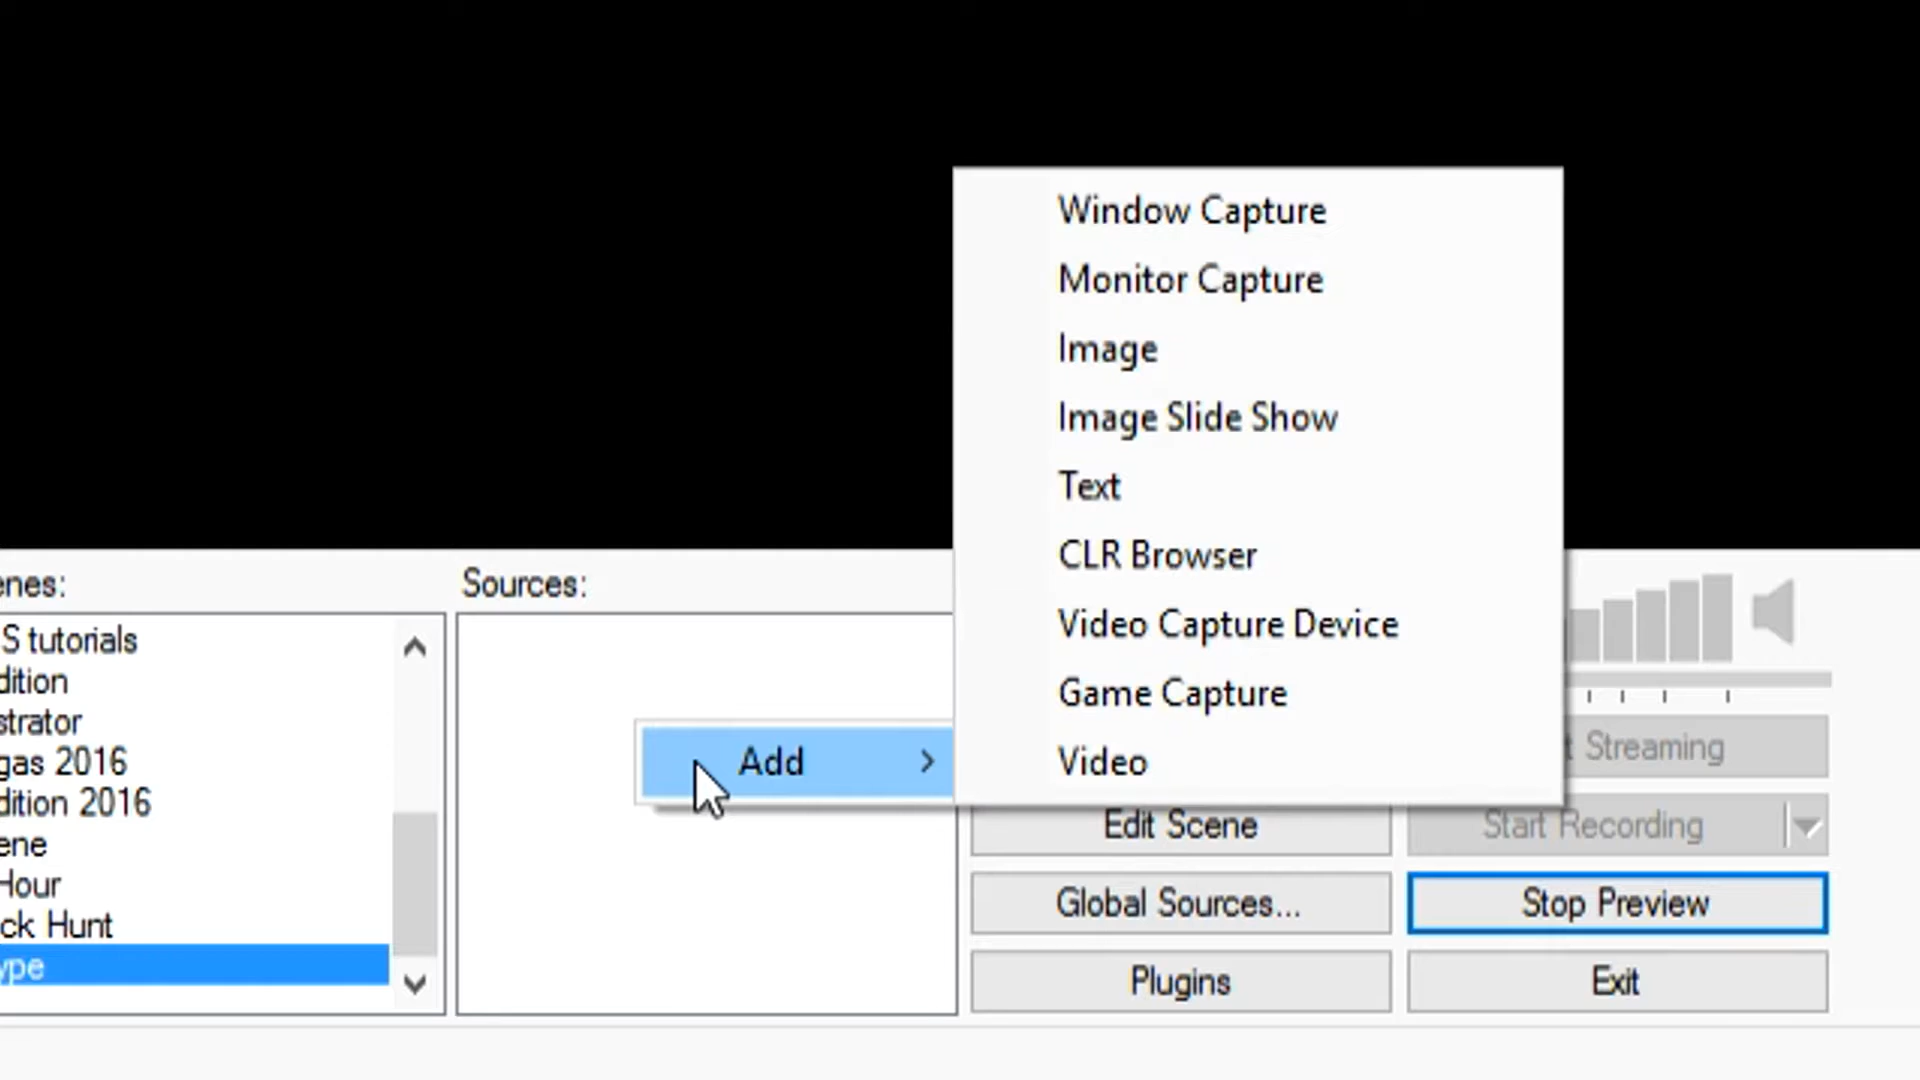 Window Capture
Monitor Capture
Image
Image Slide Show
Text
CLR Browser
Video Capture Device
Game Capture
Video
enes:
S tutorials
dition
strator
gas 2016
dition 2016
ene
Hour
ck Hunt
ype
Sources:
Add
t Streaming
Edit Scene
Start Recording
Global Sources...
Stop Preview
Plugins
Exit